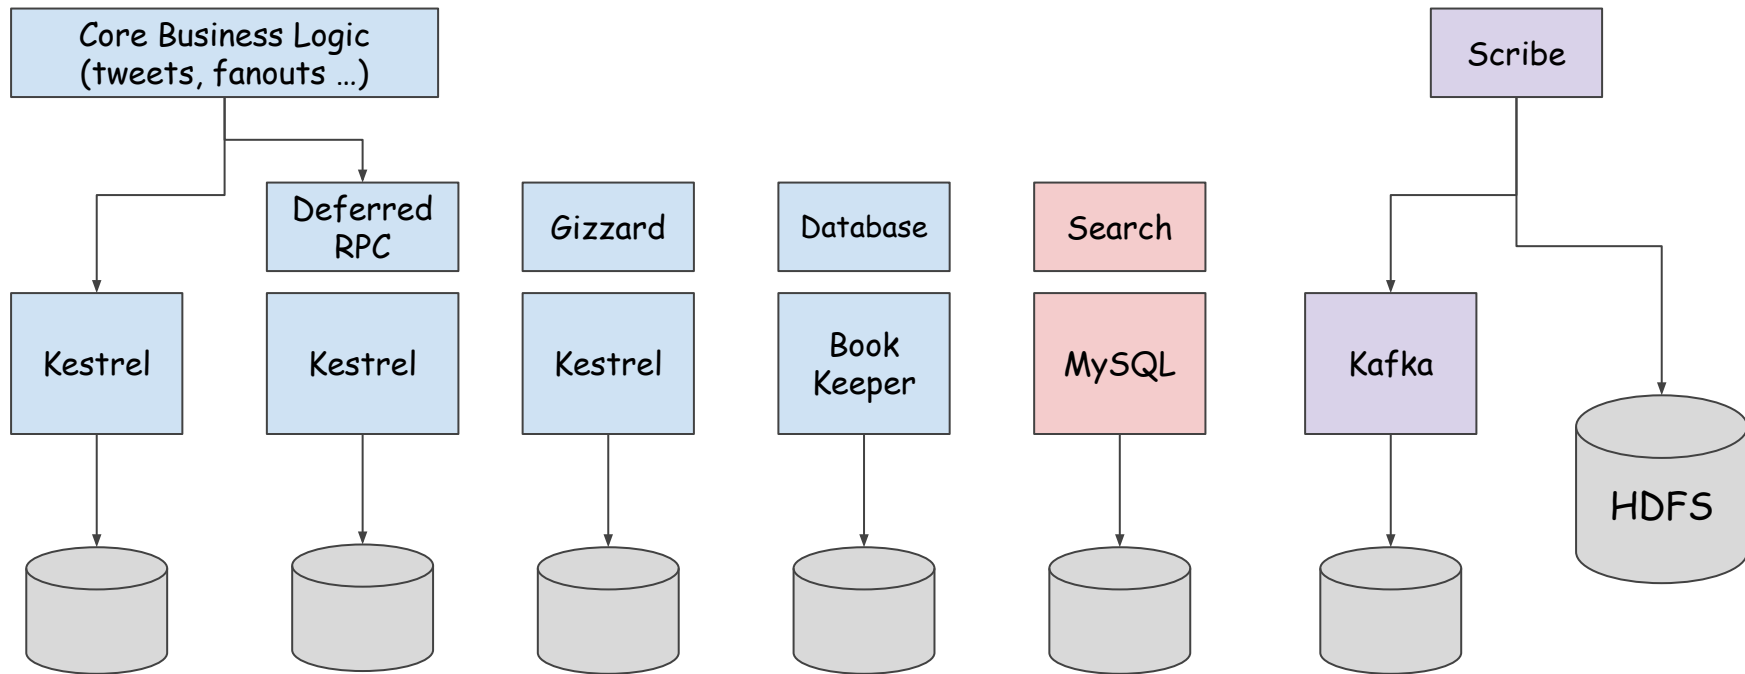 Core Business Logic
(tweets, fanouts …)
Scribe
Deferred
RPC
Gizzard
Database
Search
Kestrel
Kestrel
Kestrel
Book
Keeper
MySQL
Kafka
HDFS